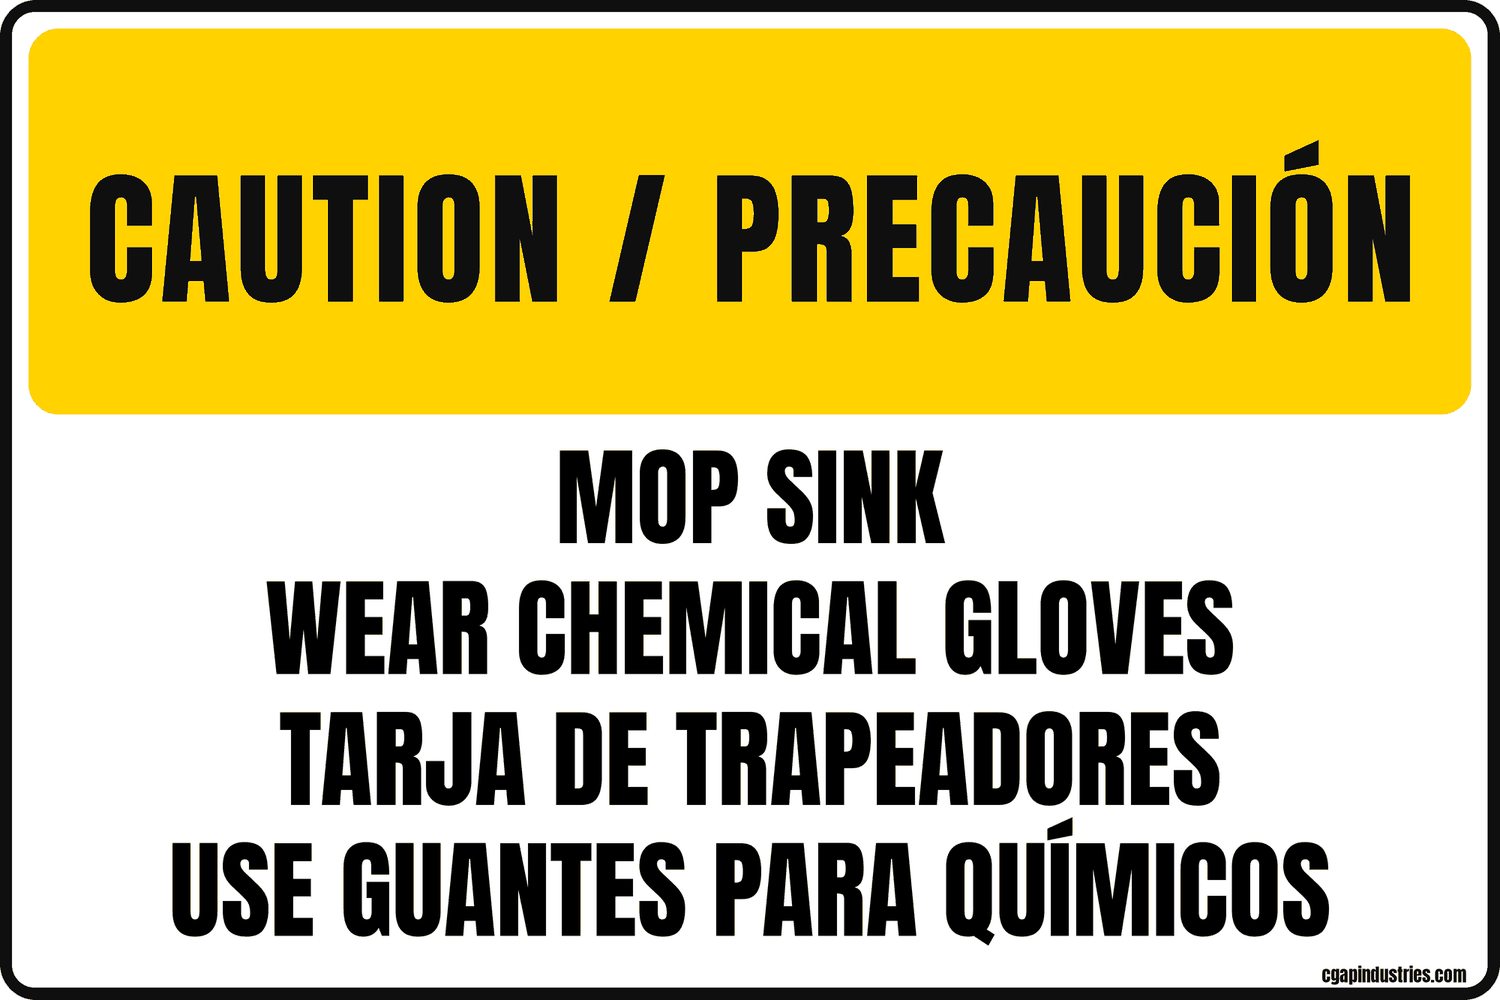 CAUTION / PRECAUCIÓN
MOP SINK
WEAR CHEMICAL GLOVES
TARJA DE TRAPEADORES
USE GUANTES PARA QUÍMICOS
cgapindustries.com